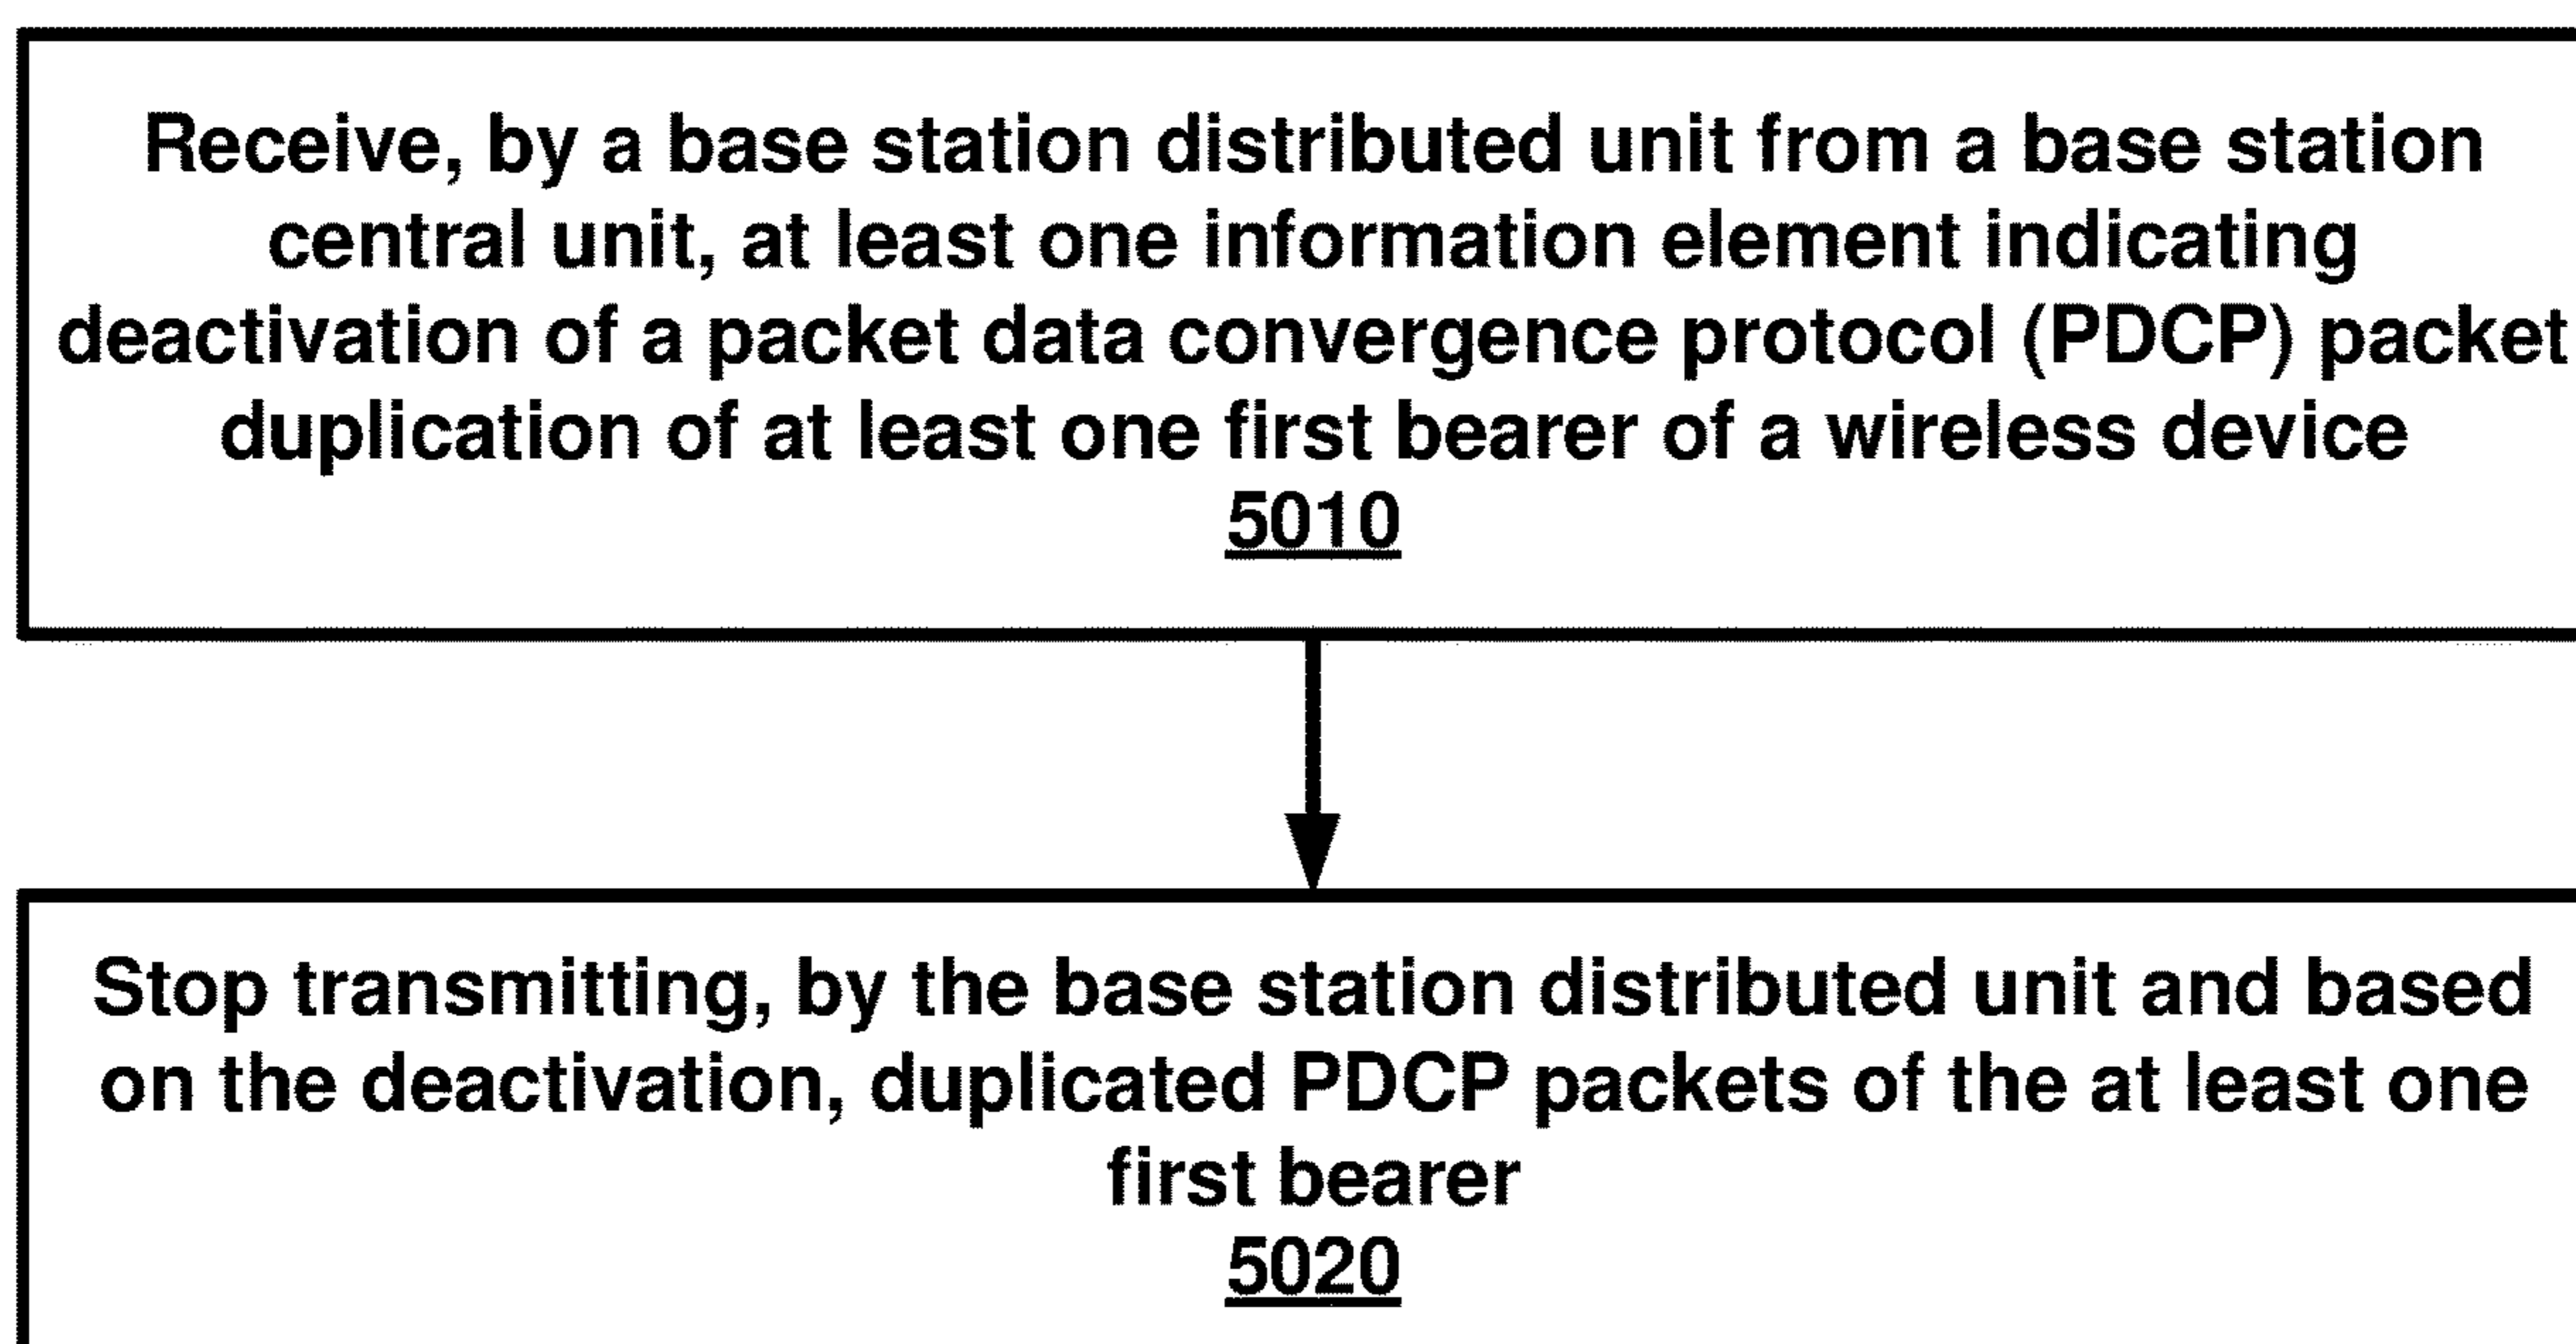 Receive, by a base station distributed unit from a base station
central unit, at least one information element indicating
deactivation of a packet data convergence protocol (PDCP) packet
duplication of at least one first bearer of a wireless device
5010
Stop transmitting, by the base station distributed unit and based
on the deactivation, duplicated PDCP packets of the at least one
first bearer
5020